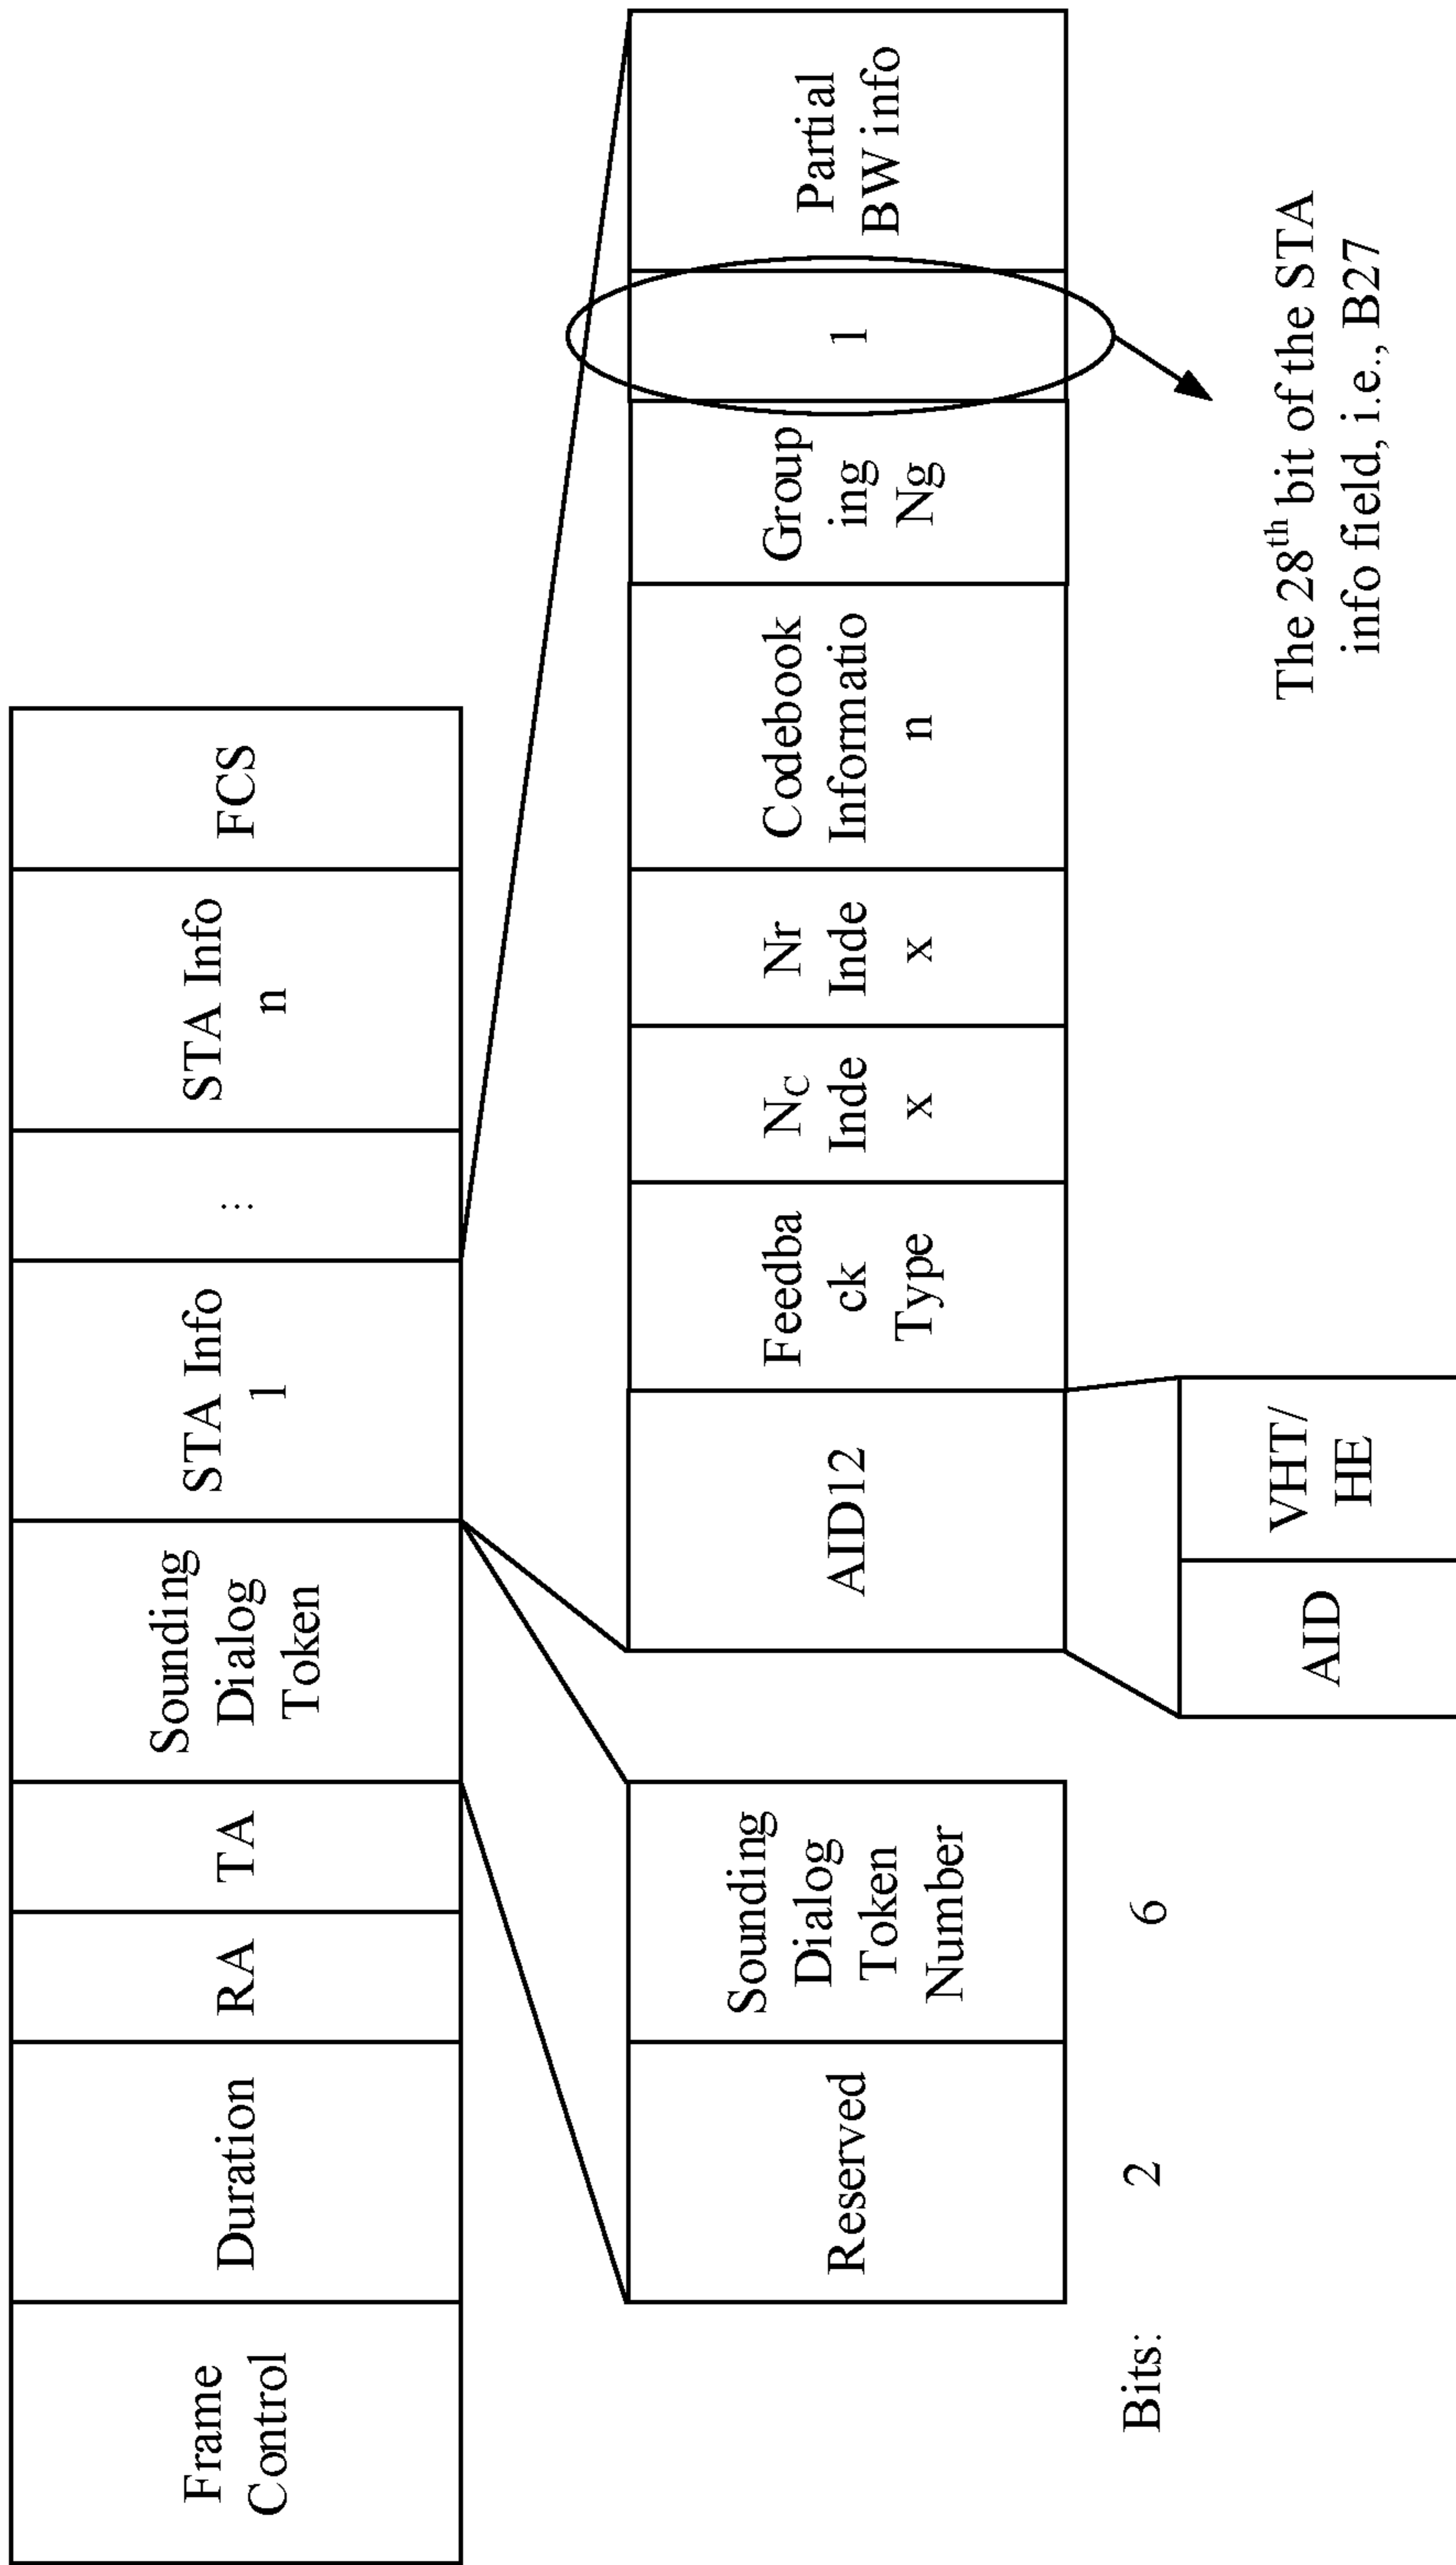 Frame
Control
Duration
RA
TA
Sounding
Dialog
Token
STA Info
1
...
STA Info
n
FCS
Reserved
Sounding
Dialog
Token
Number
Bits:
2
6
AID12
Feedba
ck
Type
NC
Inde
x
Nr
Inde
x
Codebook
Informatio
n
Group
ing
Ng
1
Partial
BW info
AID
VHT/
HE
The 28th bit of the STA
info field, i.e., B27